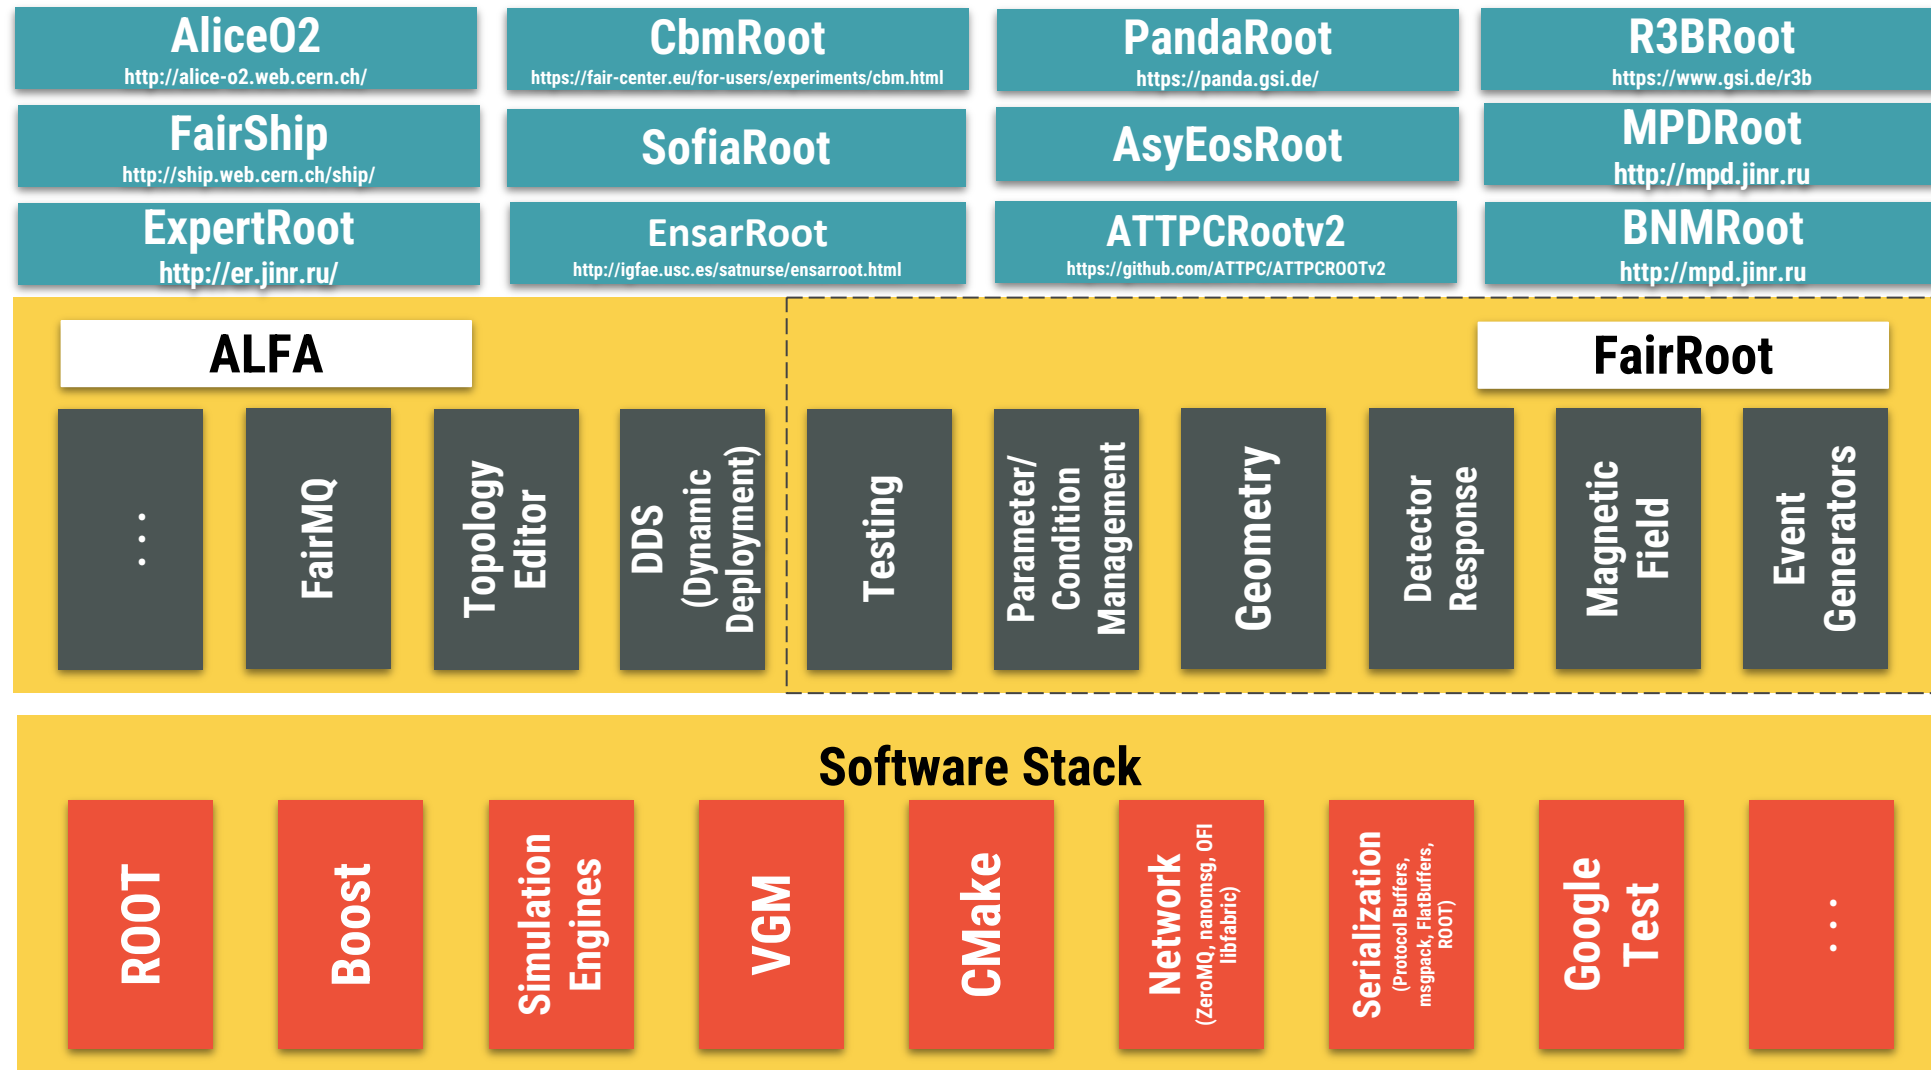 AliceO2
http://alice-o2.web.cern.ch/
CbmRoot
https://fair-center.eu/for-users/experiments/cbm.html
PandaRoot
https://panda.gsi.de/
R3BRoot
https://www.gsi.de/r3b
FairShip
http://ship.web.cern.ch/ship/
SofiaRoot
AsyEosRoot
MPDRoot
http://mpd.jinr.ru
ExpertRoot
http://er.jinr.ru/
EnsarRoot
http://igfae.usc.es/satnurse/ensarroot.html
ATTPCRootv2
https://github.com/ATTPC/ATTPCROOTv2
BNMRoot
http://mpd.jinr.ru
ALFA
FairRoot
...
FairMQ
Topology
Editor
DDS
(Dynamic
Deployment)
Testing
Parameter/
Condition
Management
Geometry
Detector
Response
Magnetic
Field
Event
Generators
Software Stack
ROOT
Boost
Simulation
Engines
VGM
CMake
Network
(ZeroMQ, nanomsg, OFI
libfabric)
Serialization
(Protocol Buffers,
msgpack, FlatBuffers,
ROOT)
Google
Test
...